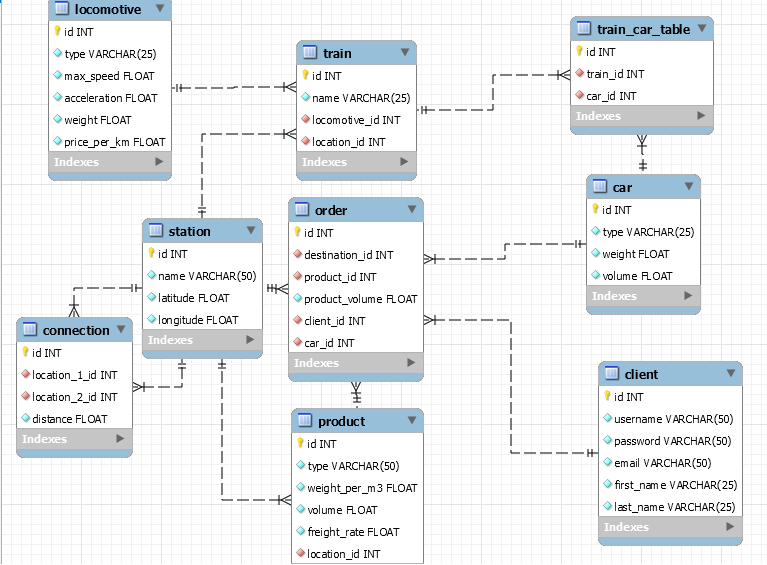 locomotive
id INT
type VARCHAR(25)
max_speed FLOAT
acceleration FLOAT
weight FLOAT
price_per_km FLOAT
Indexes
train
id INT
name VARCHAR(25)
locomotive_id INT
location_id INT
Indexes
train_car_table
id INT
train_id INT
car_id INT
Indexes
car
id INT
type VARCHAR(25)
weight FLOAT
volume FLOAT
Indexes
station
id INT
name VARCHAR(50)
latitude FLOAT
longitude FLOAT
Indexes
order
id INT
destination_id INT
product_id INT
product_volume FLOAT
client_id INT
car_id INT
Indexes
connection
id INT
location_1_id INT
location_2_id INT
distance FLOAT
Indexes
product
id INT
type VARCHAR(50)
weight_per_m3 FLOAT
volume FLOAT
freight_rate FLOAT
location_id INT
client
id INT
username VARCHAR(50)
password VARCHAR(50)
email VARCHAR(50)
first_name VARCHAR(25)
last_name VARCHAR(25)
Indexes